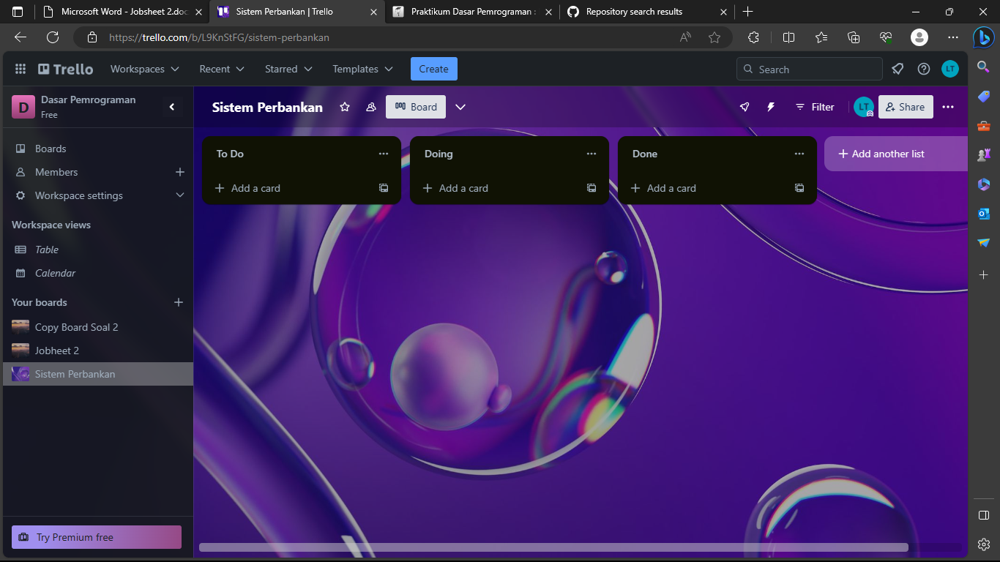 Microsoft Word - Jobsheet 2.doc
Sistem Perbankan | Trello
Praktikum Dasar Pemrograman :
Repository search results
https://trello.com/b/L9KnStFG/sistem-perbankan
Trello
Workspaces
Recent
Starred
Templates
Create
Search
LT
D
Dasar Pemrograman
Free
Sistem Perbankan
Board
Filter
LT
Share
Boards
Members
Workspace settings
Workspace views
Table
Calendar
Your boards
Copy Board Soal 2
Jobheet 2
Sistem Perbankan
Try Premium free
To Do
Add a card
Doing
Add a card
Done
Add a card
Add another list